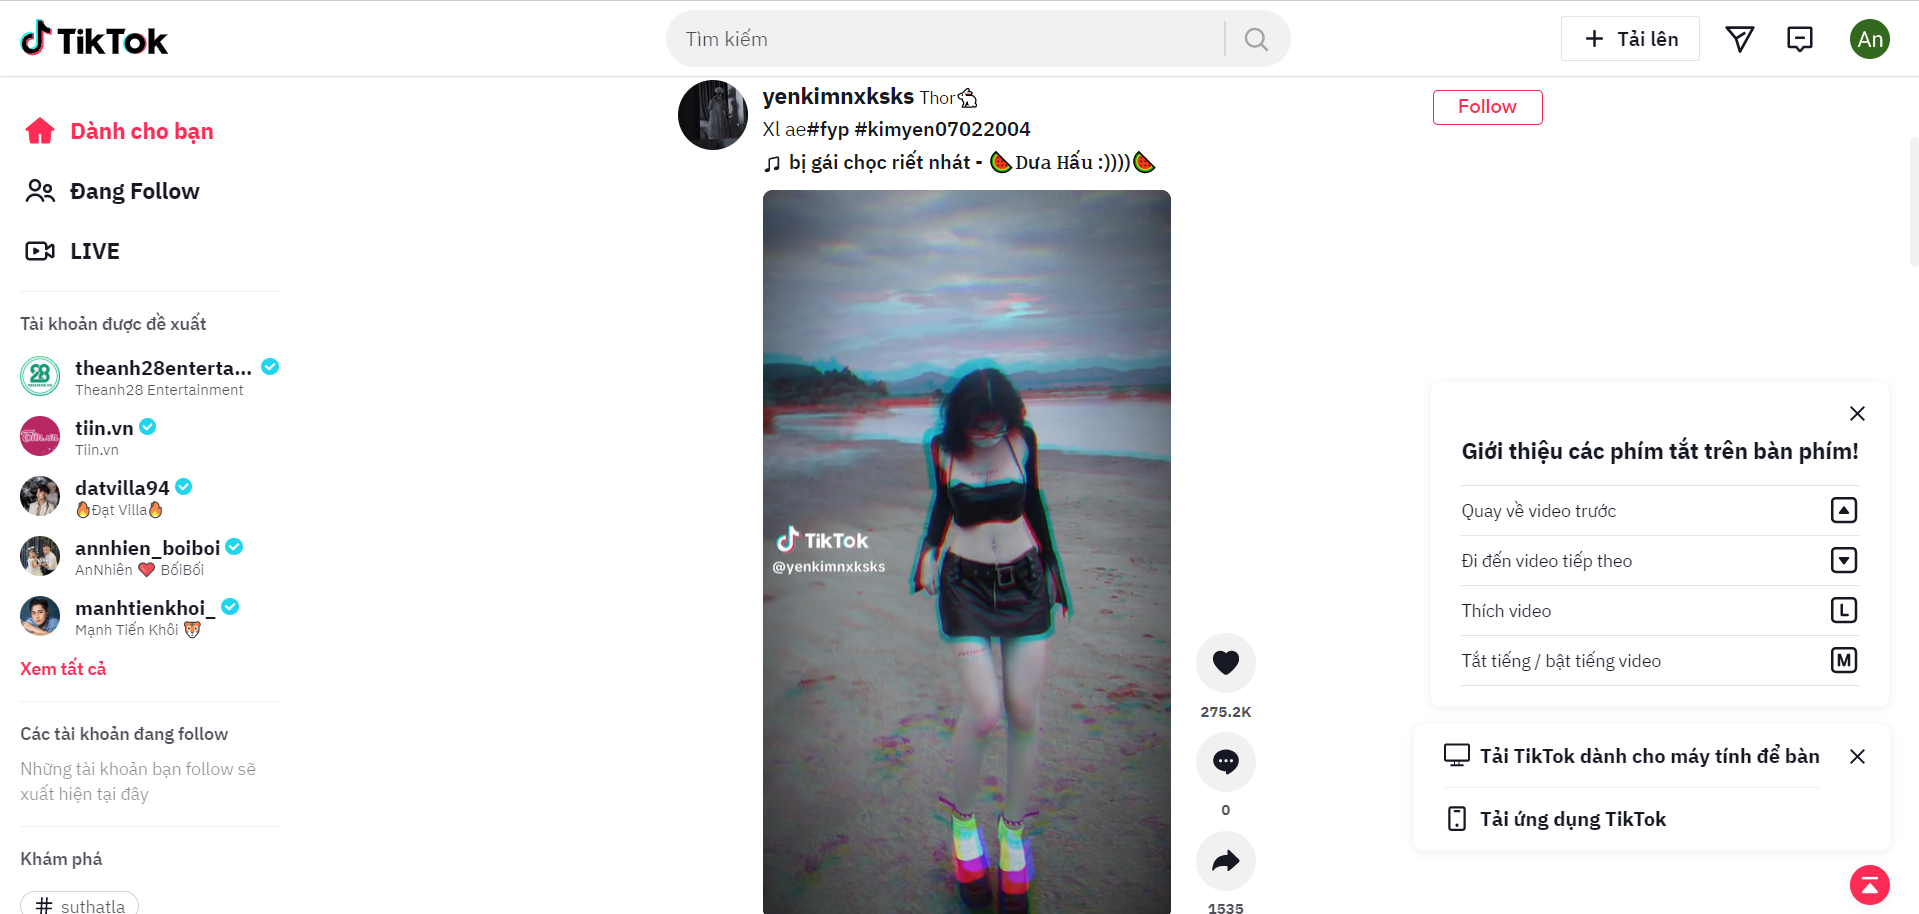 TikTok
Tìm kiếm
Tải lên
An
Dành cho bạn
Đang Follow
LIVE
Tài khoản được đề xuất
theanh28enterta...
Theanh28 Entertainment
tiin.vn
Tiin.vn
datvilla94
🔥Đạt Villa🔥
annhien_boiboi
AnNhiên ❤️ BốiBối
manhtienkhoi_
Mạnh Tiến Khôi 🐯
Xem tất cả
Các tài khoản đang follow
Những tài khoản bạn follow sẽ
xuất hiện tại đây
Khám phá
# suthatla
yenkimnxksks Thor🐇
Xl ae#fyp #kimyen07022004
♫ bị gái chọc riết nhát - 🍉Dưa Hấu :))))🍉
Follow
TikTok
@yenkimnxksks
275.2K
0
1535
Giới thiệu các phím tắt trên bàn phím!
Quay về video trước
Đi đến video tiếp theo
Thích video L
Tắt tiếng / bật tiếng video M
Tải TikTok dành cho máy tính để bàn
Tải ứng dụng TikTok